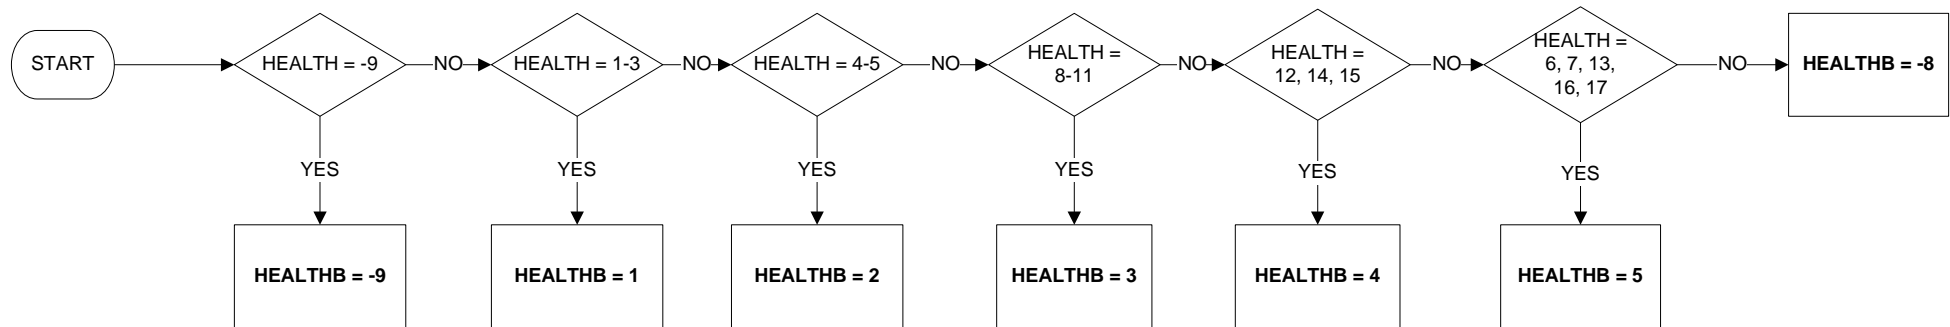 START
HEALTH = -9
NO
HEALTH = 1-3
NO
HEALTH = 4-5
NO
HEALTH =
8-11
NO
HEALTH =
12, 14, 15
NO
HEALTH =
6, 7, 13,
16, 17
NO
HEALTHB = -8
YES
YES
YES
YES
YES
YES
HEALTHB = -9
HEALTHB = 1
HEALTHB = 2
HEALTHB = 3
HEALTHB = 4
HEALTHB = 5